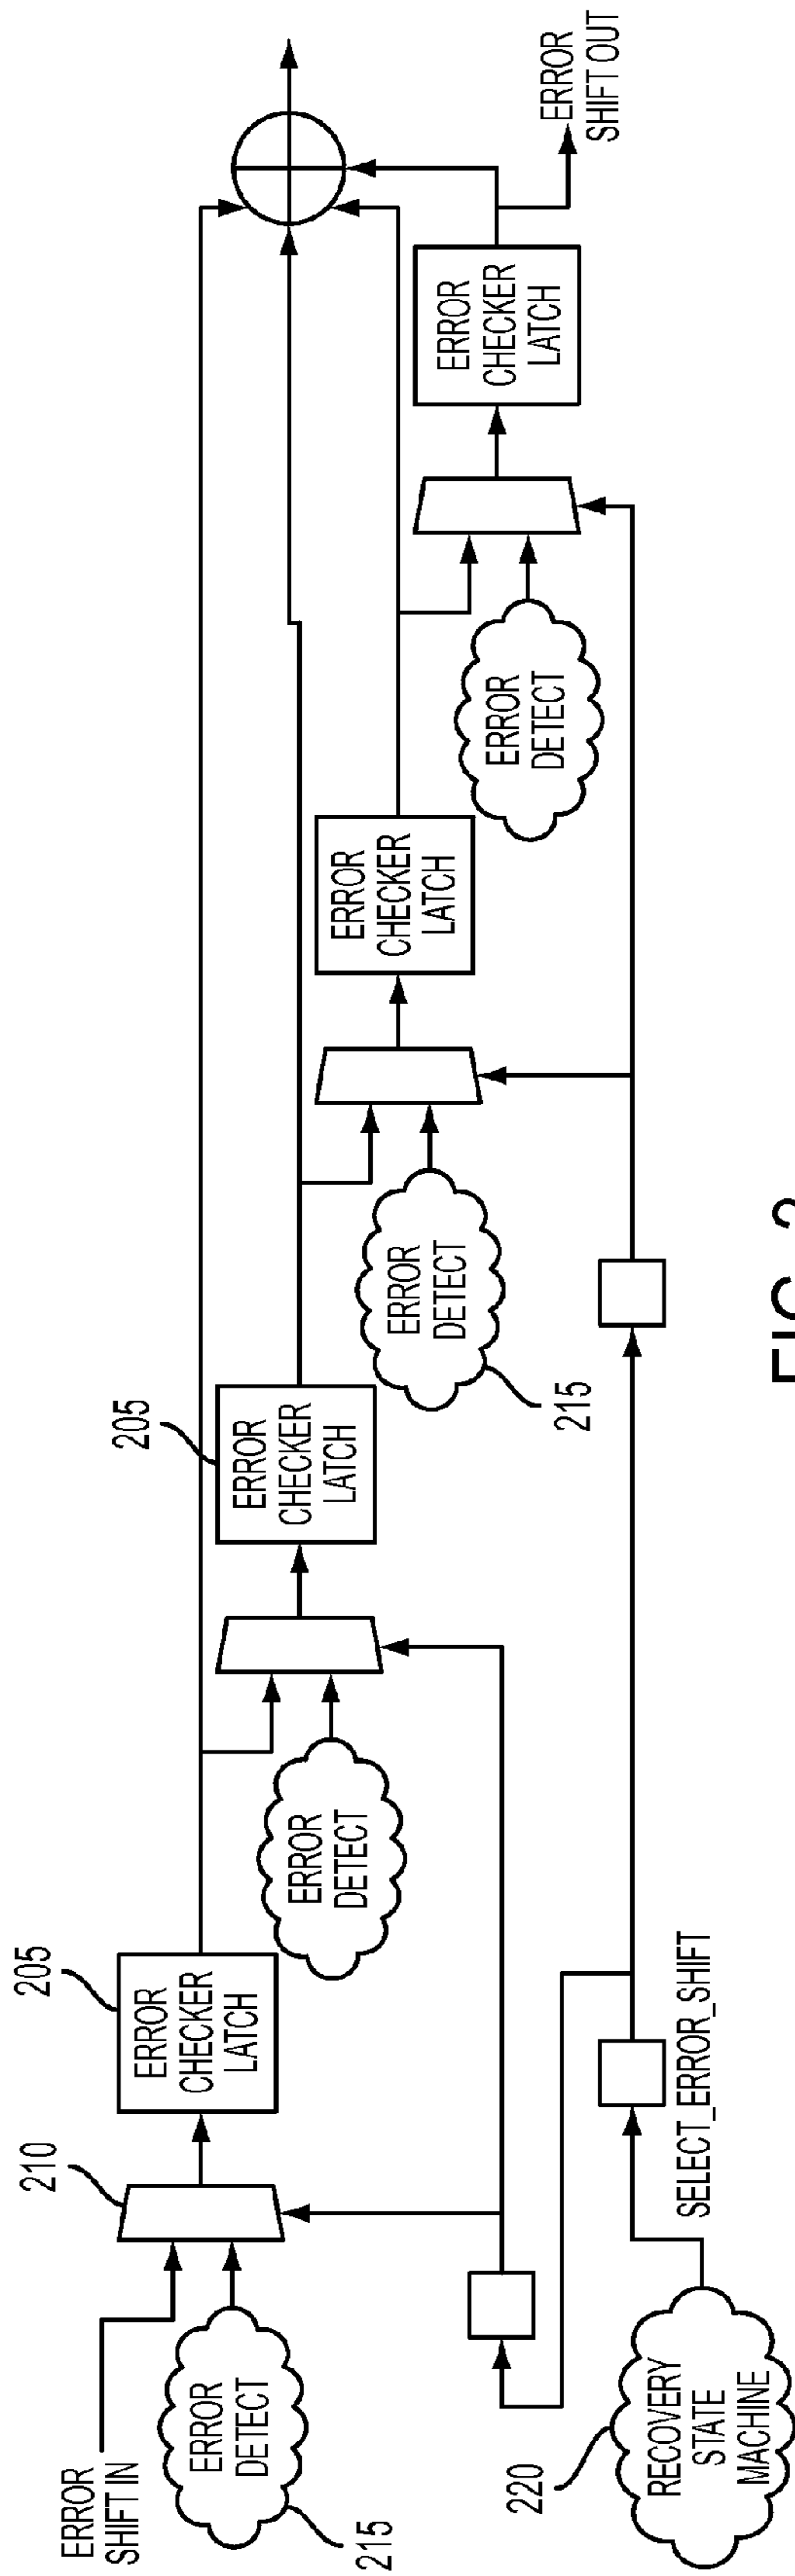 ERROR
SHIFT IN
ERROR
DETECT
215
210
ERROR
CHECKER
LATCH
205
ERROR
DETECT
ERROR
CHECKER
LATCH
205
ERROR
DETECT
215
ERROR
CHECKER
LATCH
ERROR
DETECT
ERROR
CHECKER
LATCH
ERROR
SHIFT OUT
220
RECOVERY
STATE
MACHINE
SELECT_ERROR_SHIFT